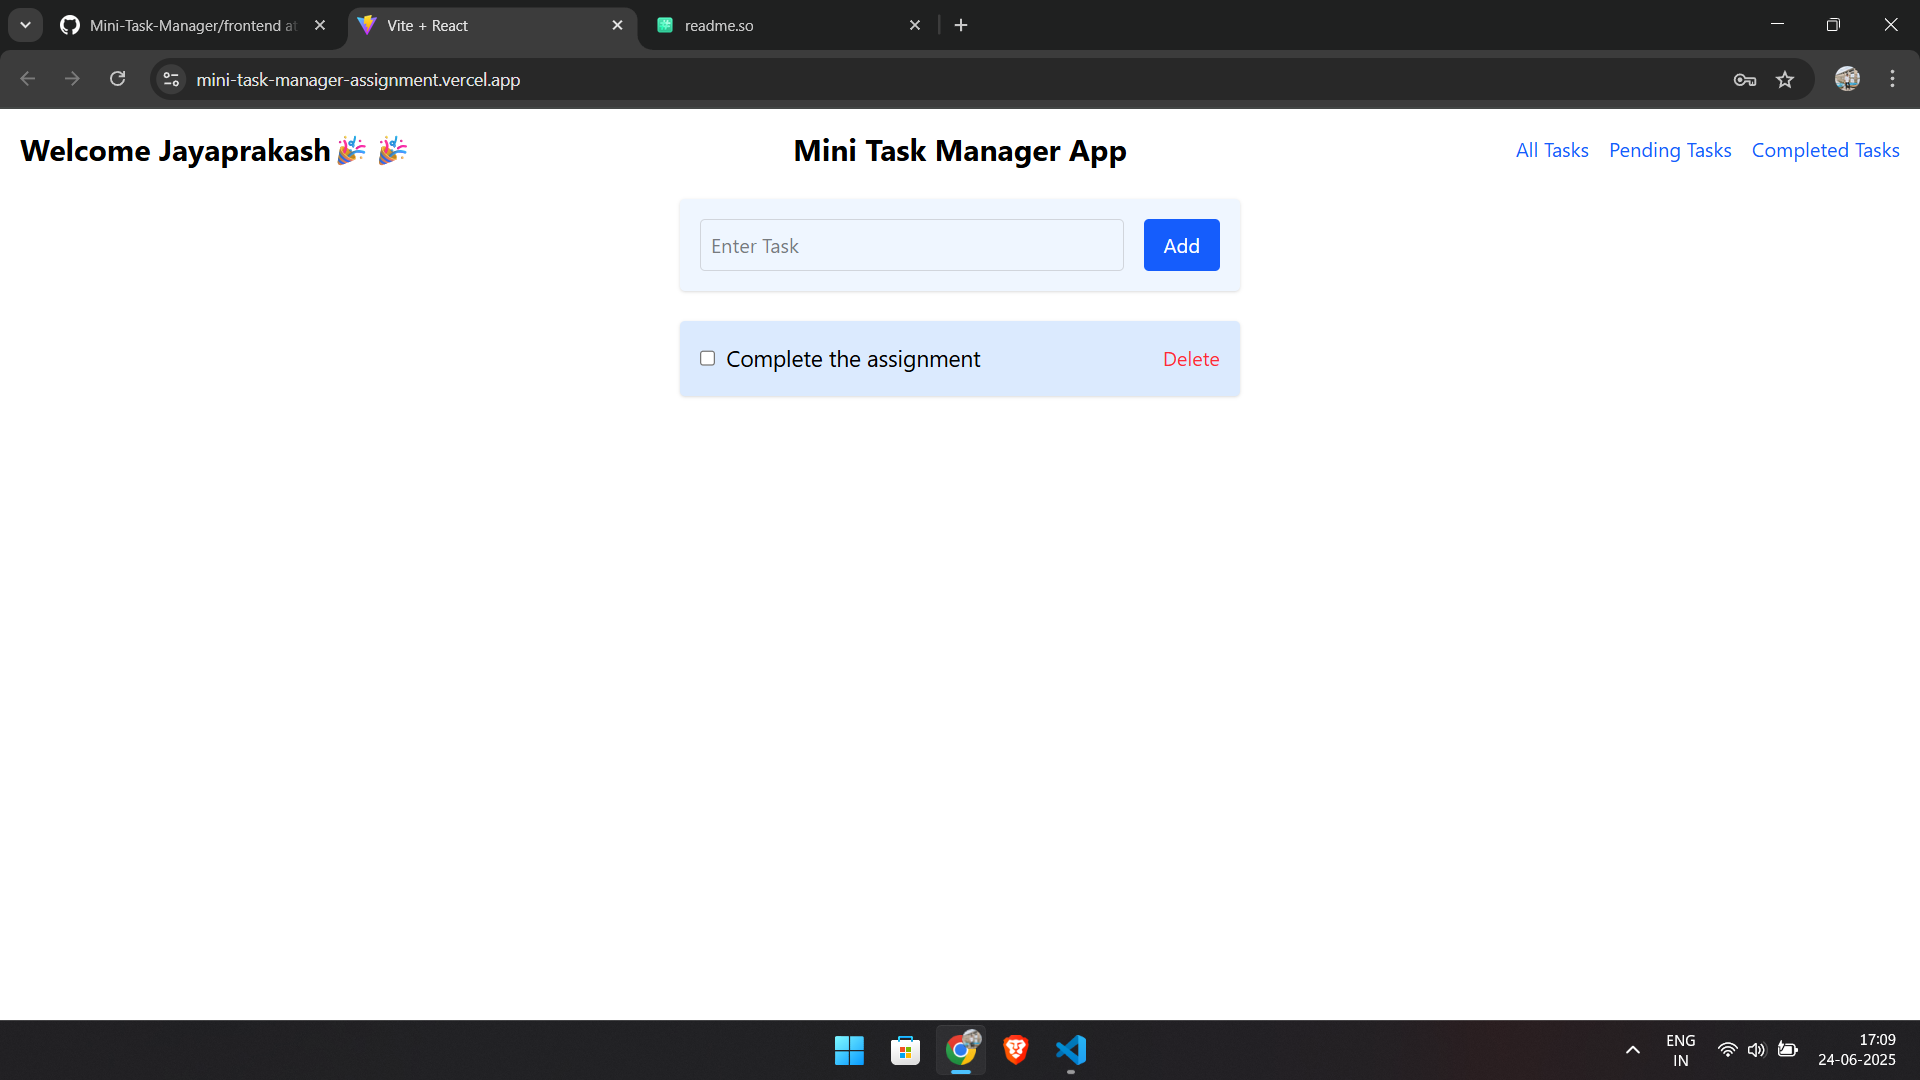 Mini-Task-Manager/frontend at
Vite + React
readme.so
mini-task-manager-assignment.vercel.app
Welcome Jayaprakash🎉 🎉
Mini Task Manager App
All Tasks
Pending Tasks
Completed Tasks
Enter Task
Add
Complete the assignment
Delete
ENG
IN
17:09
24-06-2025